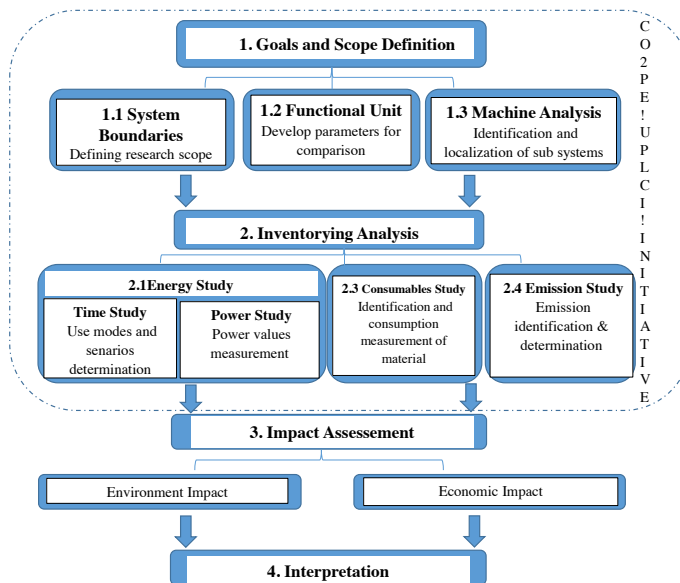 1. Goals and Scope Definition
1.1 System
Boundaries
Defining research scope
1.2 Functional Unit
Develop parameters for
comparison
1.3 Machine Analysis
Identification and
localization of sub systems
2. Inventorying Analysis
2.1Energy Study
Time Study
Use modes and
senarios
determination
Power Study
Power values
measurement
2.3 Consumables Study
Identification and
consumption
measurement of
material
2.4 Emission Study
Emission
identification &
determination
3. Impact Assessement
Environment Impact
Economic Impact
4. Interpretation
CO2PE!UPLCI!INITIATIVE